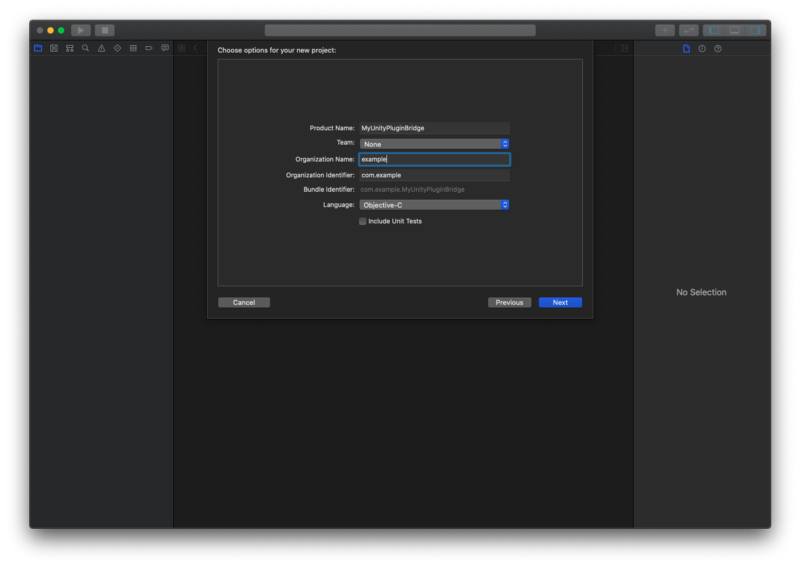 Choose options for your new project:
Product Name: MyUnityPluginBridge
Team: None
Organization Name: example
Organization Identifier: com.example
Bundle Identifier: com.example.MyUnityPluginBridge
Language: Objective-C
Include Unit Tests
No Selection
Cancel Previous Next